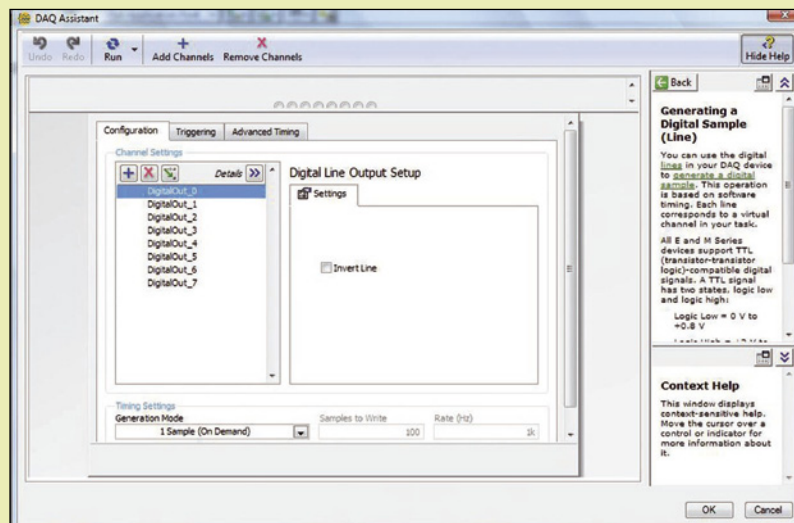 DAQ Assistant
Undo Redo Run Add Channels Remove Channels Hide Help
Configuration Triggering Advanced Timing
Channel Settings
Details
DigitalOut_0
DigitalOut_1
DigitalOut_2
DigitalOut_3
DigitalOut_4
DigitalOut_5
DigitalOut_6
DigitalOut_7
Digital Line Output Setup
Settings
Invert Line
Timing Settings
Generation Mode Samples to Write Rate (Hz)
1 Sample (On Demand) 100 1k
Back
Generating a
Digital Sample
(Line)
You can use the digital
lines in your DAQ device
to generate a digital
sample. This operation
is based on software
timing. Each line
corresponds to a virtual
channel in your task.
All E and M Series
devices support TTL
(transistor-transistor
logic)-compatible digital
signals. A TTL signal
has two states, logic low
and logic high:
Logic Low = 0 V to
+0.8 V
Context Help
This window displays
context-sensitive help.
Move the cursor over a
control or indicator for
more information about
it.
OK Cancel